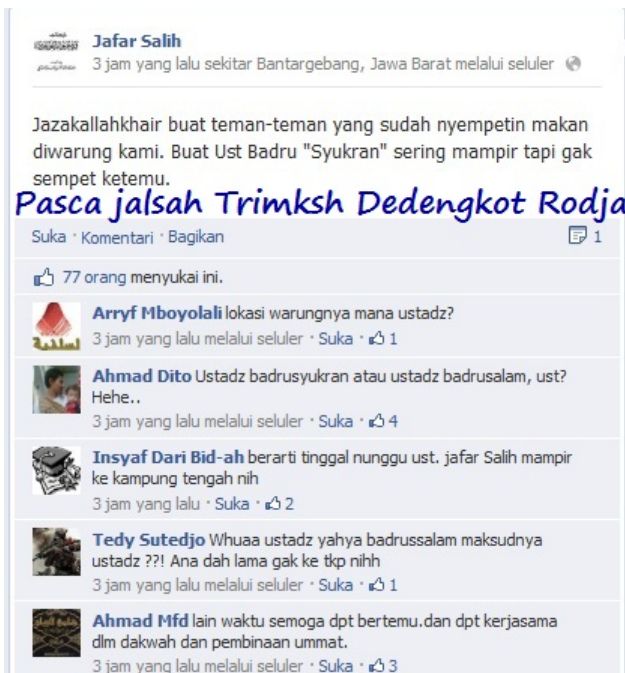 Jafar Salih
3 jam yang lalu sekitar Bantargebang, Jawa Barat melalui seluler
Jazakallahkhair buat teman-teman yang sudah nyempetin makan
diwarung kami. Buat Ust Badru "Syukran" sering mampir tapi gak
sempet ketemu.
Pasca jalsah Trimksh Dedengkot Rodja
Suka · Komentari · Bagikan 1
77 orang menyukai ini.
Arryf Mboyolali lokasi warungnya mana ustadz?
3 jam yang lalu melalui seluler · Suka · 1
Ahmad Dito Ustadz badrusyukran atau ustadz badrusalam, ust?
Hehe..
3 jam yang lalu melalui seluler · Suka · 4
Insyaf Dari Bid-ah berarti tinggal nunggu ust. jafar Salih mampir
ke kampung tengah nih
3 jam yang lalu · Suka · 2
Tedy Sutedjo Whuaa ustadz yahya badrussalam maksudnya
ustadz ??! Ana dah lama gak ke tkp nihh
3 jam yang lalu melalui seluler · Suka · 1
Ahmad Mfd lain waktu semoga dpt bertemu.dan dpt kerjasama
dlm dakwah dan pembinaan ummat.
3 jam yang lalu melalui seluler · Suka · 3